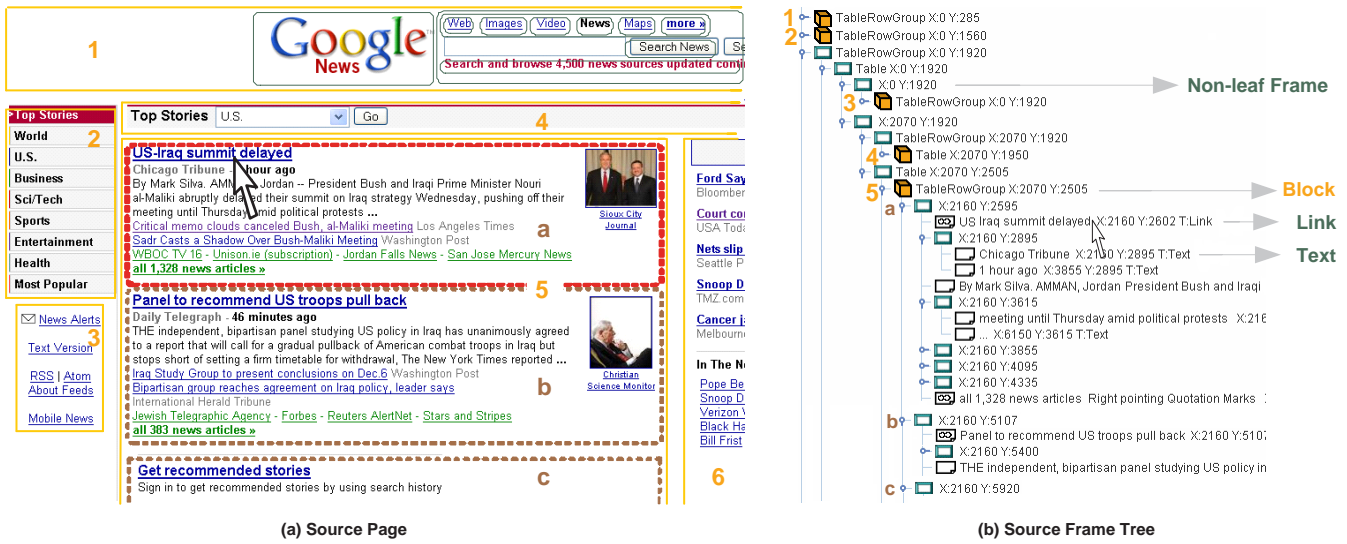 1
Google
News
Web Images Video News Maps more »
Search News Se
Search and browse 4,500 news sources updated conti
>Top Stories
World
2
U.S.
Business
Sci/Tech
Sports
Entertainment
Health
Most Popular
News Alerts
3
Text Version
RSS | Atom
About Feeds
Mobile News
Top Stories U.S. Go
4
US-Iraq summit delayed
Chicago Tribune - hour ago
By Mark Silva. AMMAN, Jordan -- President Bush and Iraqi Prime Minister Nouri
al-Maliki abruptly delayed their summit on Iraq strategy Wednesday, pushing off their
meeting until Thursday amid political protests ...
Critical memo clouds canceled Bush, al-Maliki meeting Los Angeles Times
a
Sadr Casts a Shadow Over Bush-Maliki Meeting Washington Post
WBOC TV 16 - Unison.ie (subscription) - Jordan Falls News - San Jose Mercury News
all 1,328 news articles »
Sioux City
Journal
5
Panel to recommend US troops pull back
Daily Telegraph - 46 minutes ago
THE independent, bipartisan panel studying US policy in Iraq has unanimously agreed
to a report that will call for a gradual pullback of American combat troops in Iraq but
stops short of setting a firm timetable for withdrawal, The New York Times reported ...
Iraq Study Group to present conclusions on Dec.6 Washington Post
Bipartisan group reaches agreement on Iraq policy, leader says
b
International Herald Tribune
Jewish Telegraphic Agency - Forbes - Reuters AlertNet - Stars and Stripes
all 383 news articles »
Christian
Science Monitor
Get recommended stories
Sign in to get recommended stories by using search history
c
Ford Say
Bloomber
Court co
USA Toda
Nets slip
Seattle P
Snoop D
TMZ.com
Cancer ja
Melbourn
In The N
Pope Be
Snoop D
Verizon V
Black Ha
Bill Frist
6
(a) Source Page
1 TableRowGroup X:0 Y:285
2 TableRowGroup X:0 Y:1560
TableRowGroup X:0 Y:1920
Table X:0 Y:1920
X:0 Y:1920
Non-leaf Frame
3 TableRowGroup X:0 Y:1920
X:2070 Y:1920
TableRowGroup X:2070 Y:1920
4 Table X:2070 Y:1950
Table X:2070 Y:2505
5 TableRowGroup X:2070 Y:2505
Block
a X:2160 Y:2595
US Iraq summit delayed X:2160 Y:2602 T:Link
Link
X:2160 Y:2895
Chicago Tribune X:2160 Y:2895 T:Text
Text
1 hour ago X:3855 Y:2895 T:Text
By Mark Silva. AMMAN, Jordan President Bush and Iraqi
X:2160 Y:3615
meeting until Thursday amid political protests X:216
... X:6150 Y:3615 T:Text
X:2160 Y:3855
X:2160 Y:4095
X:2160 Y:4335
all 1,328 news articles Right pointing Quotation Marks
b X:2160 Y:5107
Panel to recommend US troops pull back X:2160 Y:5107
X:2160 Y:5400
THE independent, bipartisan panel studying US policy in
c X:2160 Y:5920
(b) Source Frame Tree